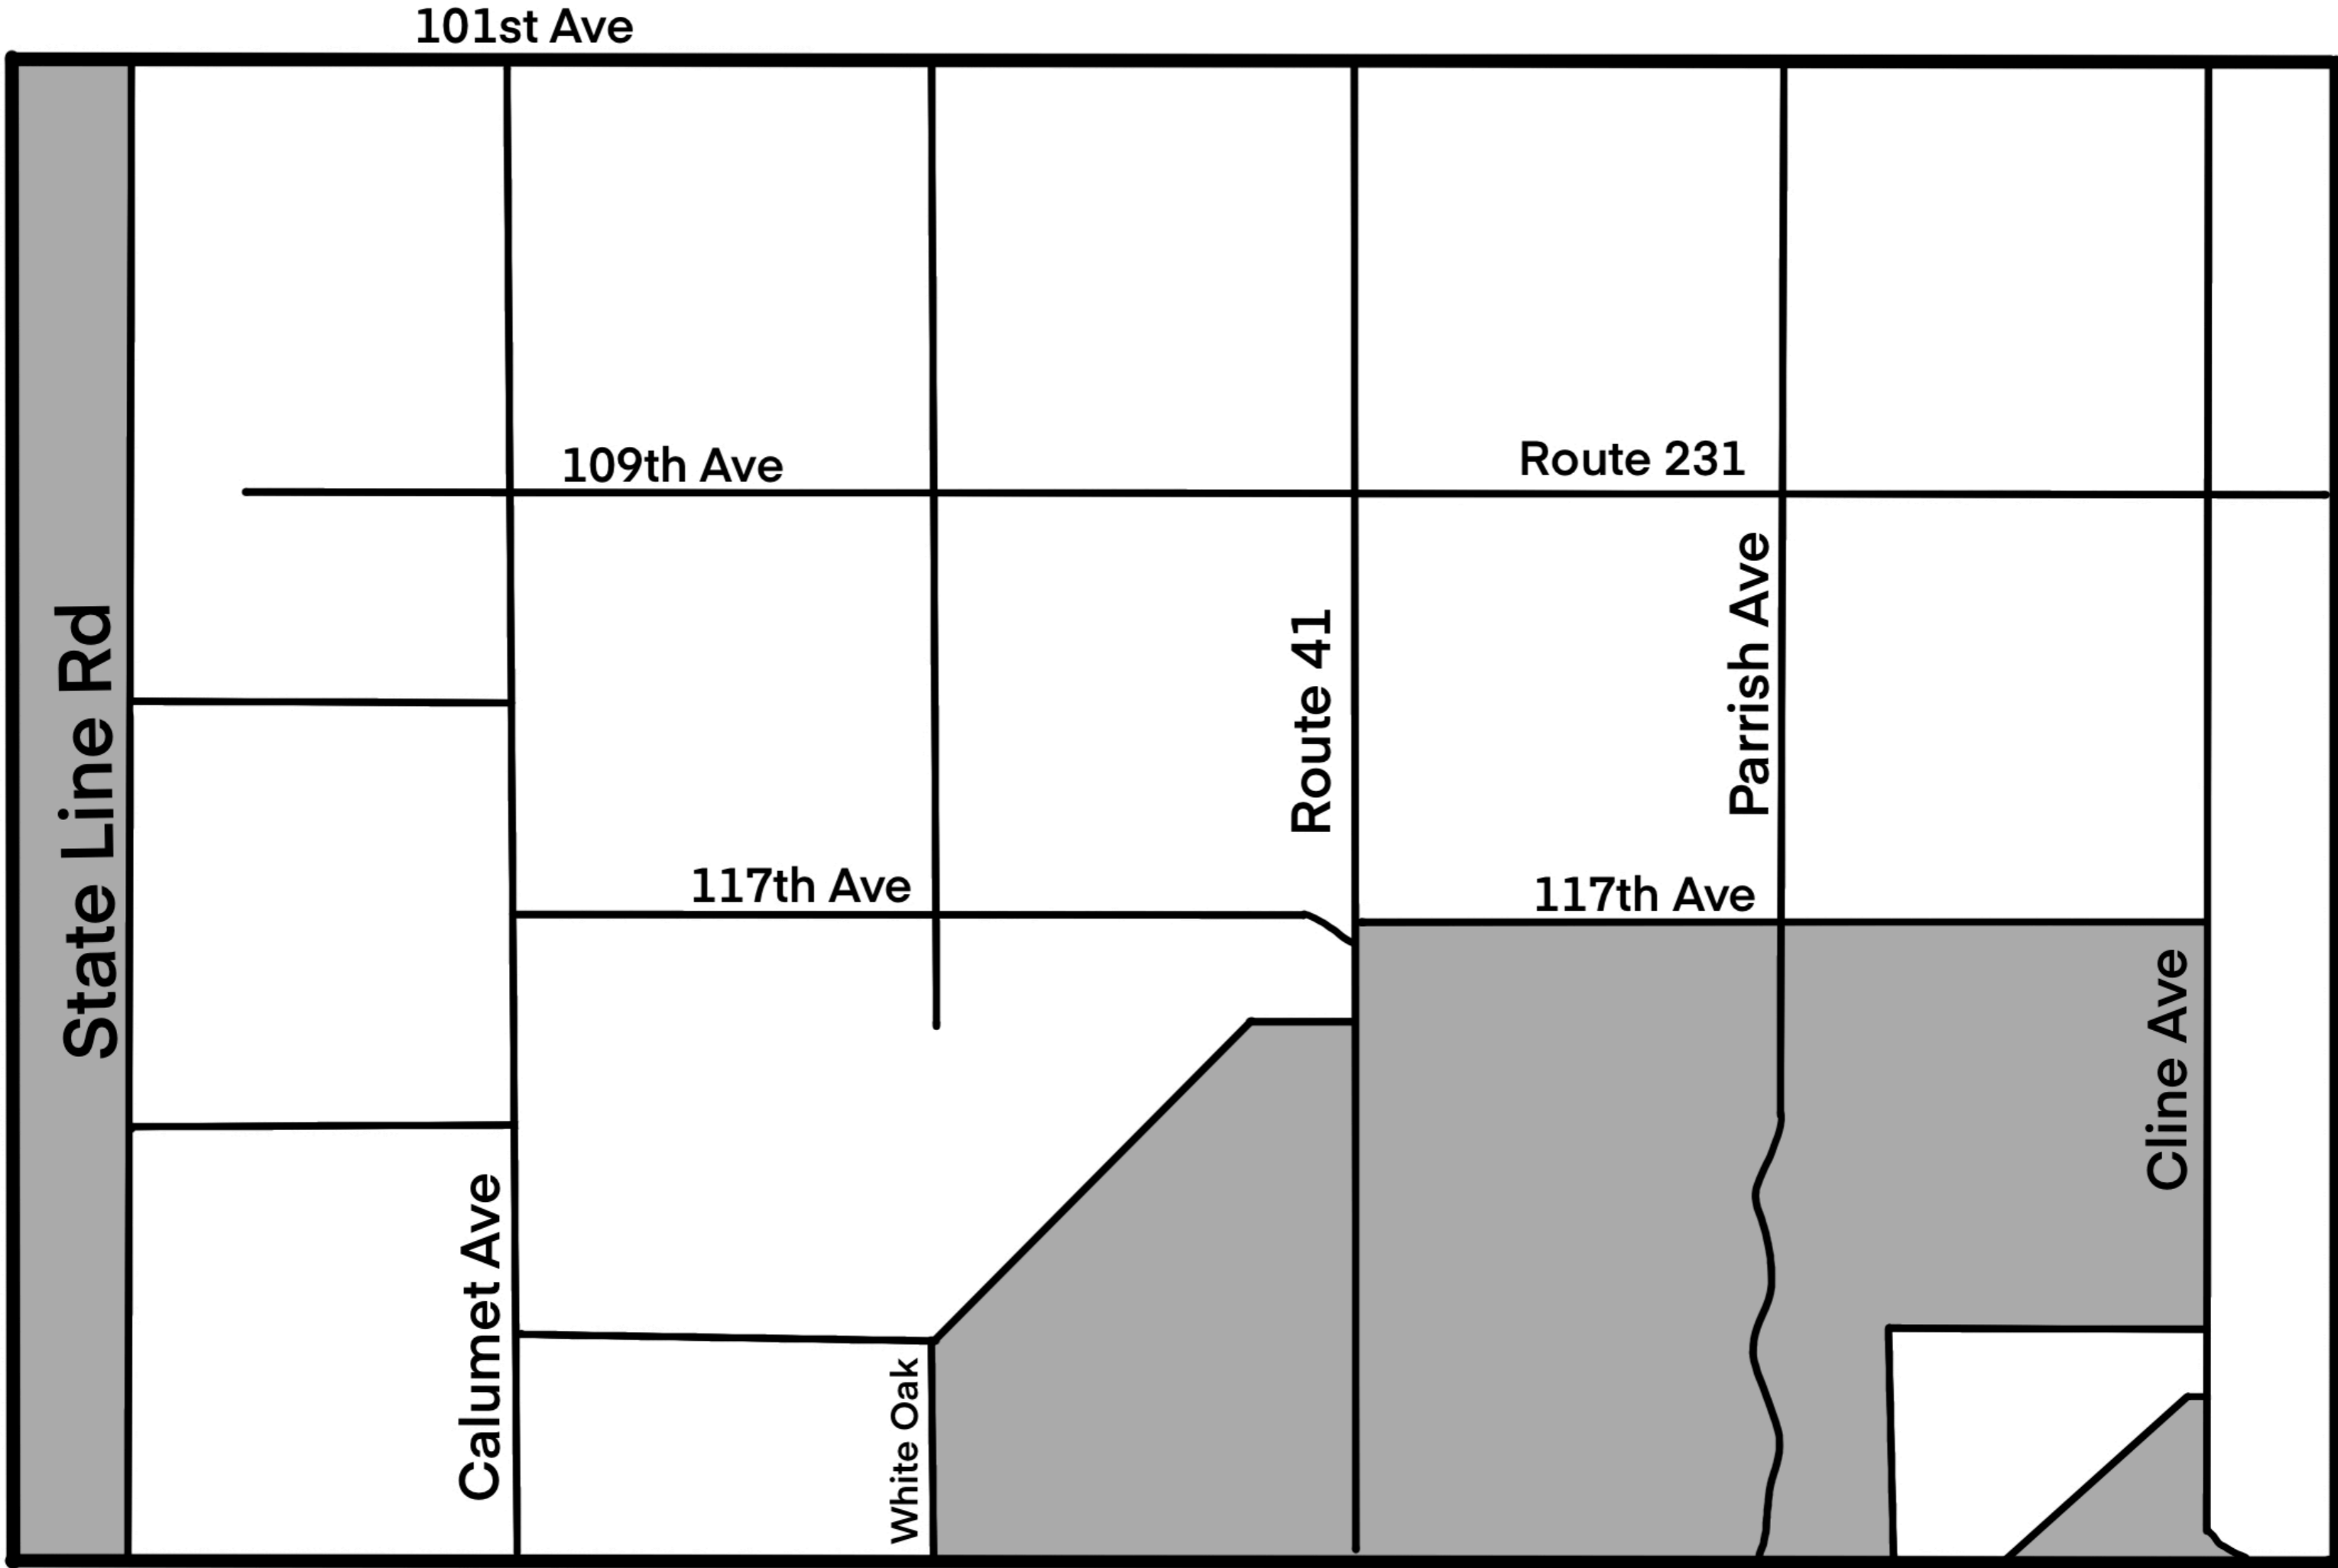 101st Ave
109th Ave
Route 231
State Line Rd
Route 41
Parrish Ave
117th Ave
117th Ave
Cline Ave
Calumet Ave
White Oak